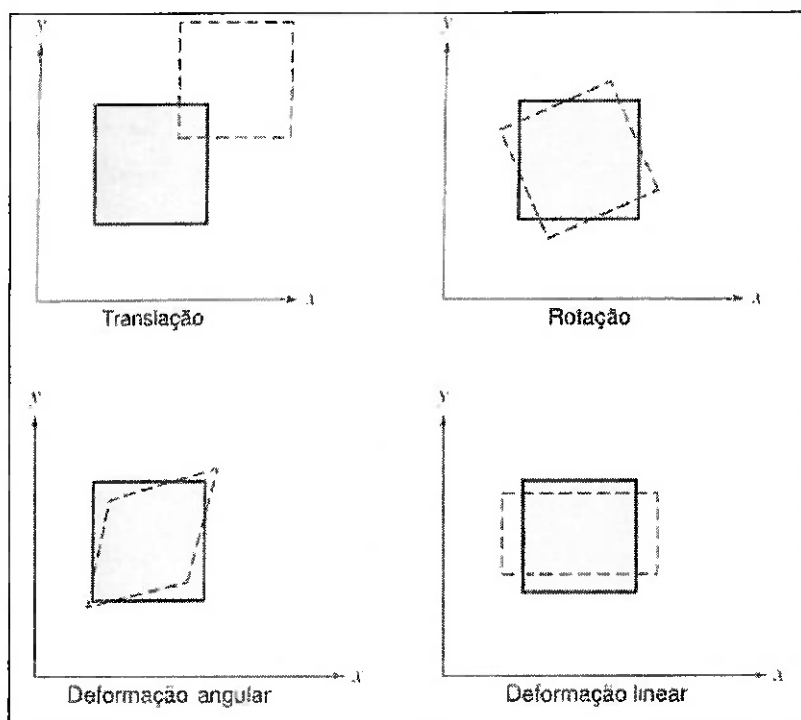 y
y
x
x
Translação
Rotação
y
y
x
x
Deformação angular
Deformação linear